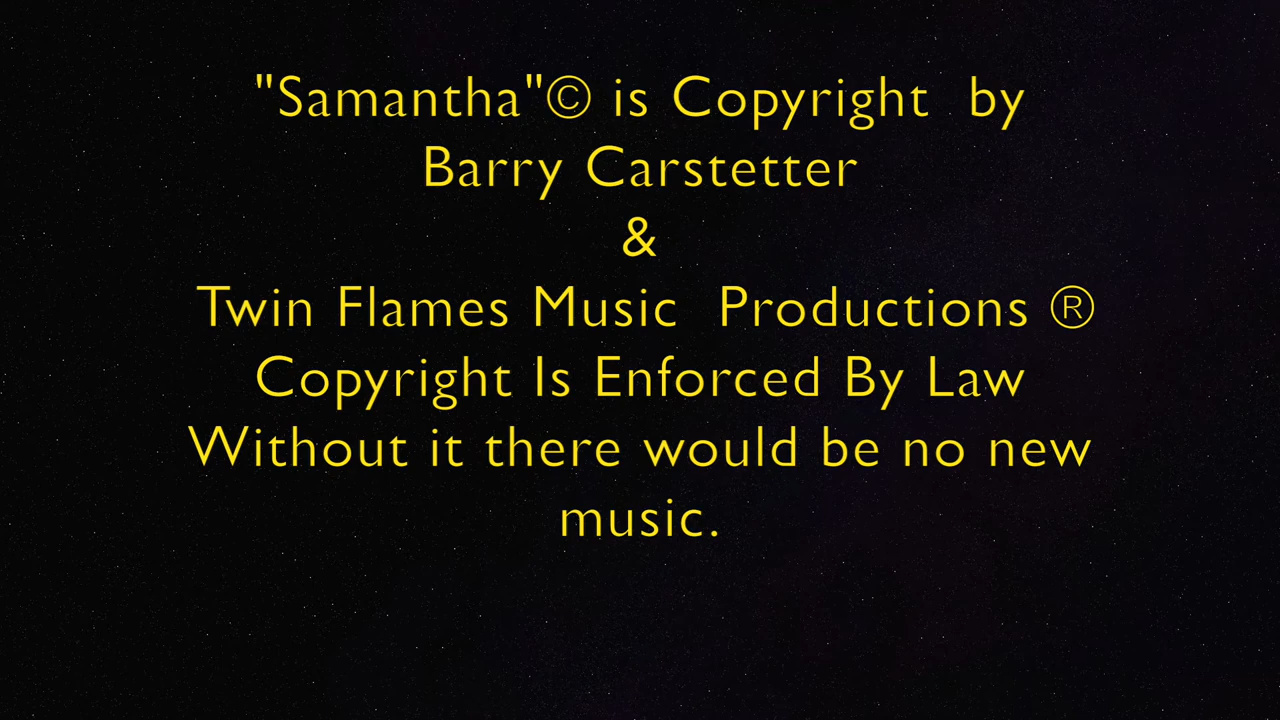 "Samantha"© is Copyright  by
Barry Carstetter
&
Twin Flames Music  Productions ®
Copyright Is Enforced By Law
Without it there would be no new
music.